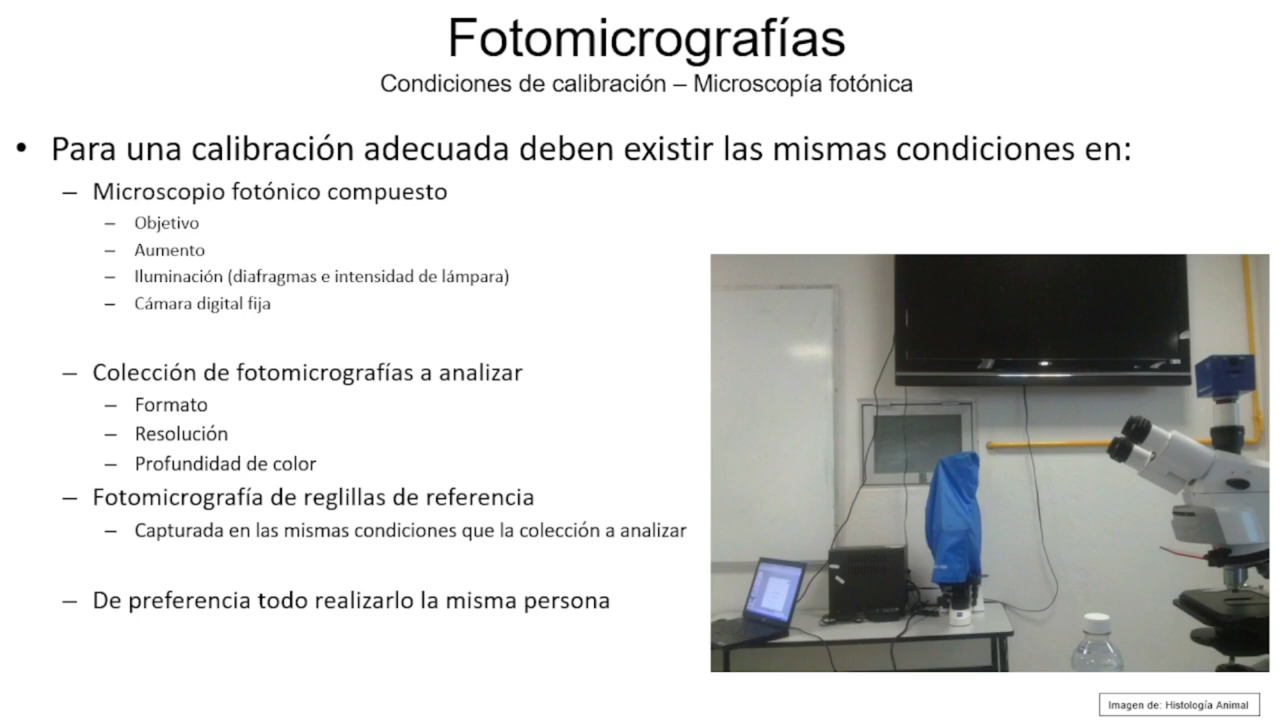 Fotomicrografías
Condiciones de calibración – Microscopía fotónica
• Para una calibración adecuada deben existir las mismas condiciones en:
– Microscopio fotónico compuesto
– Objetivo
– Aumento
– Iluminación (diafragmas e intensidad de lámpara)
– Cámara digital fija
– Colección de fotomicrografías a analizar
– Formato
– Resolución
– Profundidad de color
– Fotomicrografía de reglillas de referencia
– Capturada en las mismas condiciones que la colección a analizar
– De preferencia todo realizarlo la misma persona
Imagen de: Histología Animal